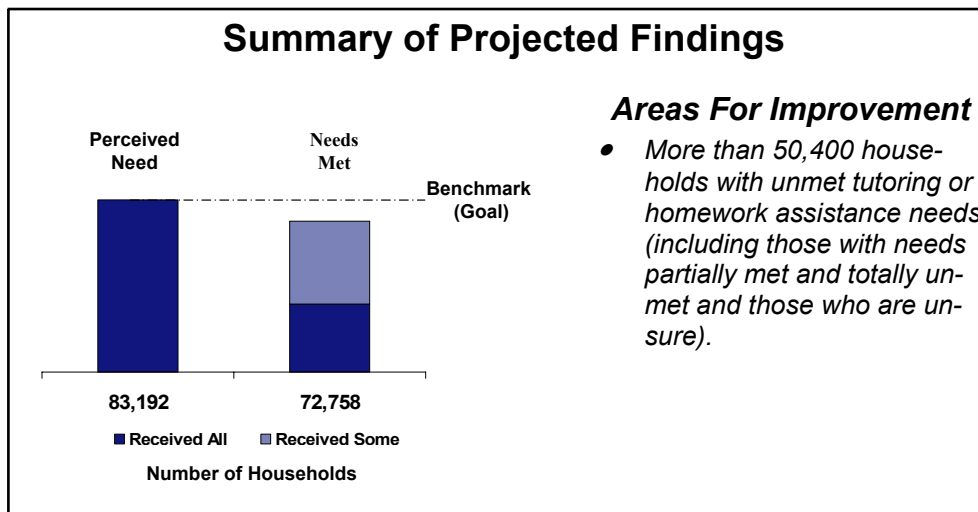 Summary of Projected Findings
Perceived
Need
Needs
Met
Benchmark
(Goal)
83,192
72,758
Received All
Received Some
Number of Households
Areas For Improvement
• More than 50,400 house-
holds with unmet tutoring or
homework assistance needs
(including those with needs
partially met and totally un-
met and those who are un-
sure).